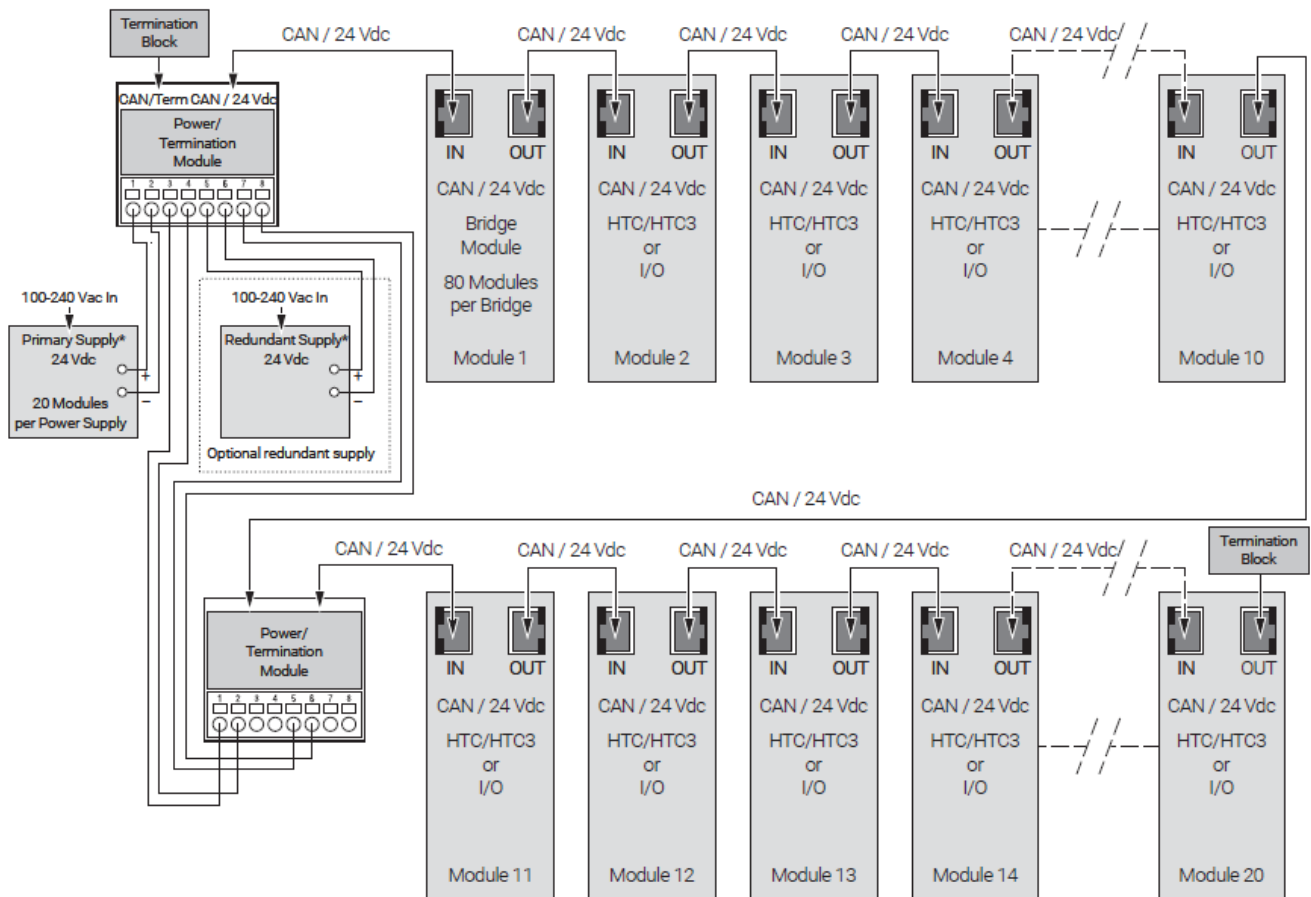 Termination
Block
CAN / 24 Vdc
CAN / 24 Vdc
CAN / 24 Vdc
CAN / 24 Vdc
CAN / 24 Vdc
CAN/Term CAN / 24 Vdc
Power/
Termination
Module
1 2 3 4 5 6 7 8
IN OUT
CAN / 24 Vdc
Bridge
Module
80 Modules
per Bridge
Module 1
IN OUT
CAN / 24 Vdc
HTC/HTC3
or
I/O
Module 2
IN OUT
CAN / 24 Vdc
HTC/HTC3
or
I/O
Module 3
IN OUT
CAN / 24 Vdc
HTC/HTC3
or
I/O
Module 4
IN OUT
CAN / 24 Vdc
HTC/HTC3
or
I/O
Module 10
100-240 Vac In
Primary Supply*
24 Vdc
+
−
20 Modules
per Power Supply
100-240 Vac In
Redundant Supply*
24 Vdc
+
−
Optional redundant supply
CAN / 24 Vdc
CAN / 24 Vdc
CAN / 24 Vdc
CAN / 24 Vdc
CAN / 24 Vdc
CAN / 24 Vdc
Termination
Block
Power/
Termination
Module
1 2 3 4 5 6 7 8
IN OUT
CAN / 24 Vdc
HTC/HTC3
or
I/O
Module 11
IN OUT
CAN / 24 Vdc
HTC/HTC3
or
I/O
Module 12
IN OUT
CAN / 24 Vdc
HTC/HTC3
or
I/O
Module 13
IN OUT
CAN / 24 Vdc
HTC/HTC3
or
I/O
Module 14
IN OUT
CAN / 24 Vdc
HTC/HTC3
or
I/O
Module 20